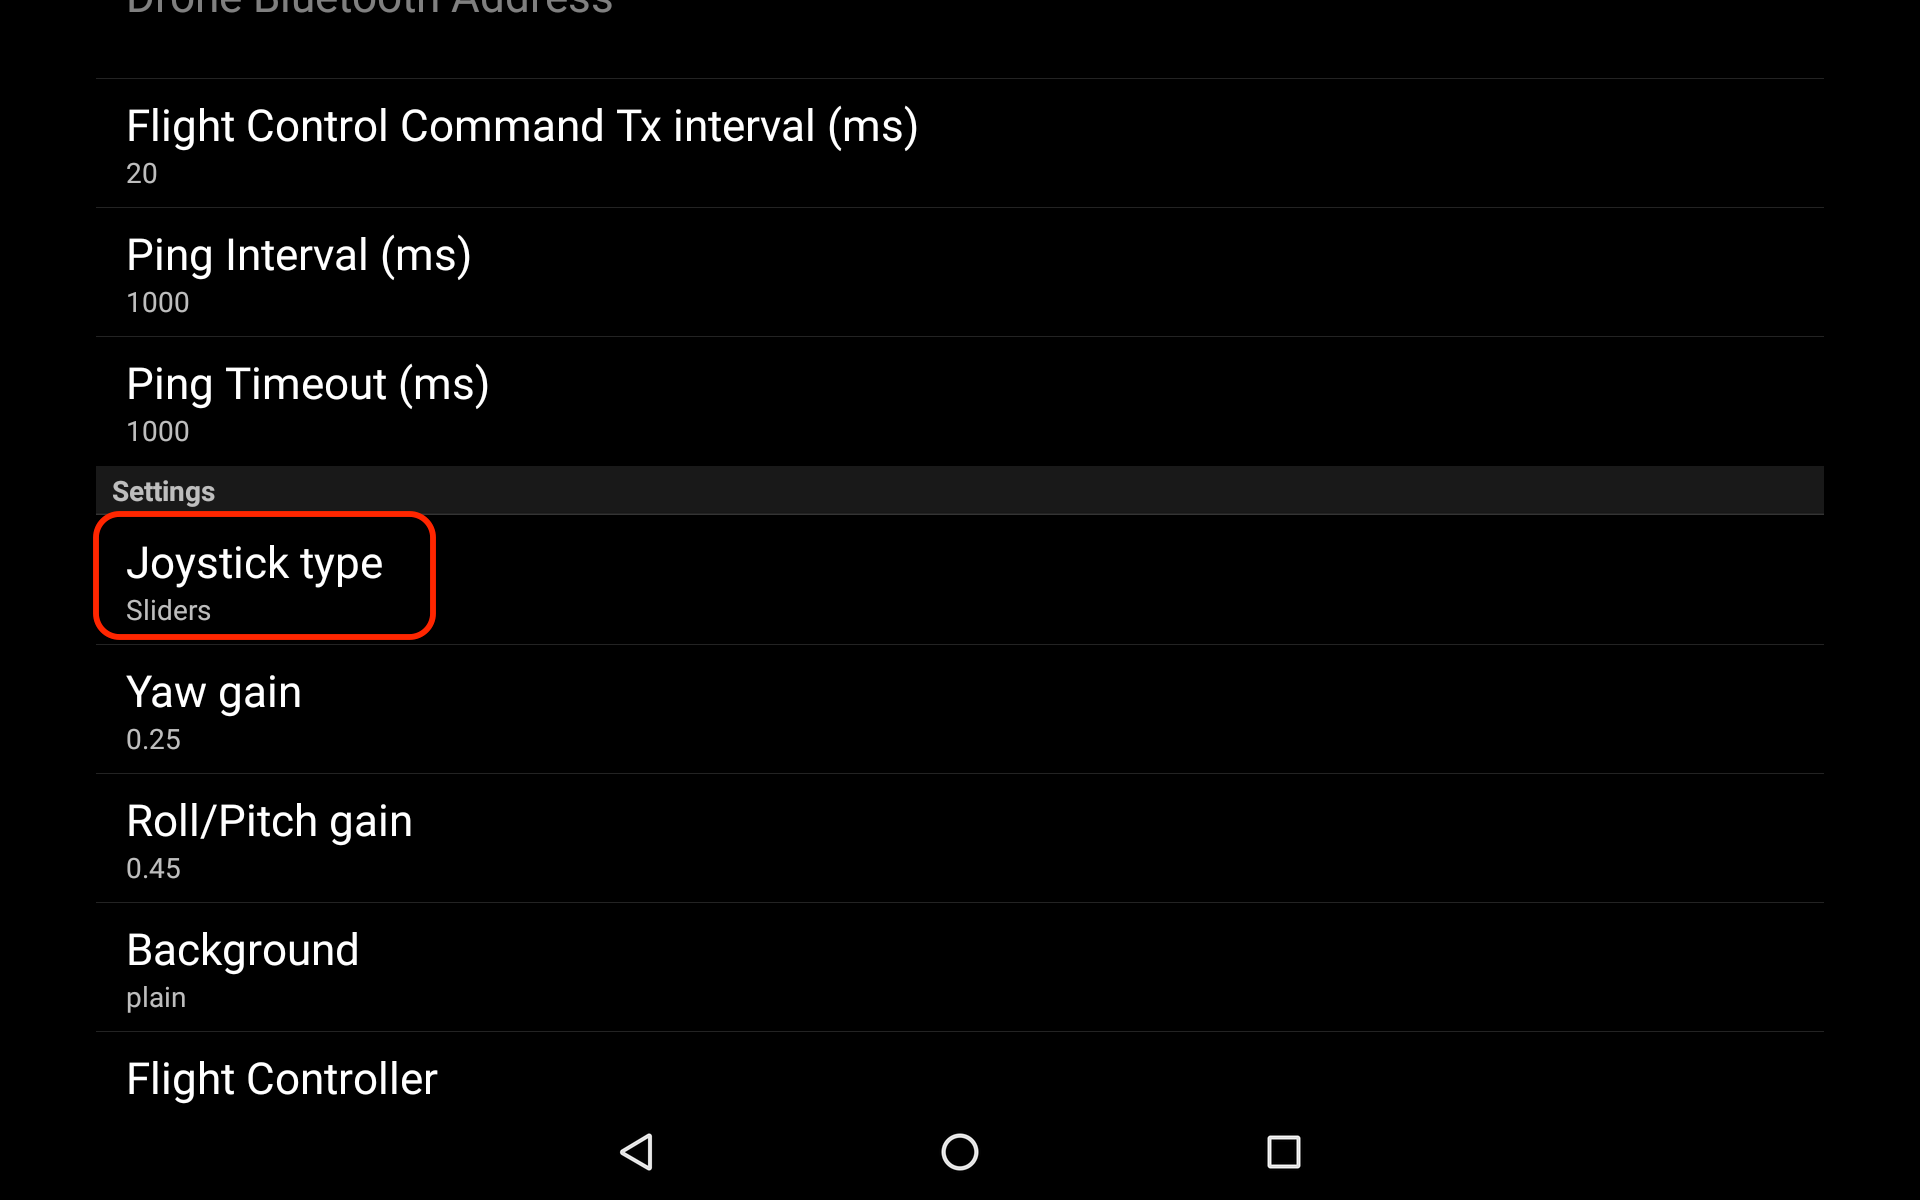 Drone Bluetooth Address
Flight Control Command Tx interval (ms)
20
Ping Interval (ms)
1000
Ping Timeout (ms)
1000
Settings
Joystick type
Sliders
Yaw gain
0.25
Roll/Pitch gain
0.45
Background
plain
Flight Controller